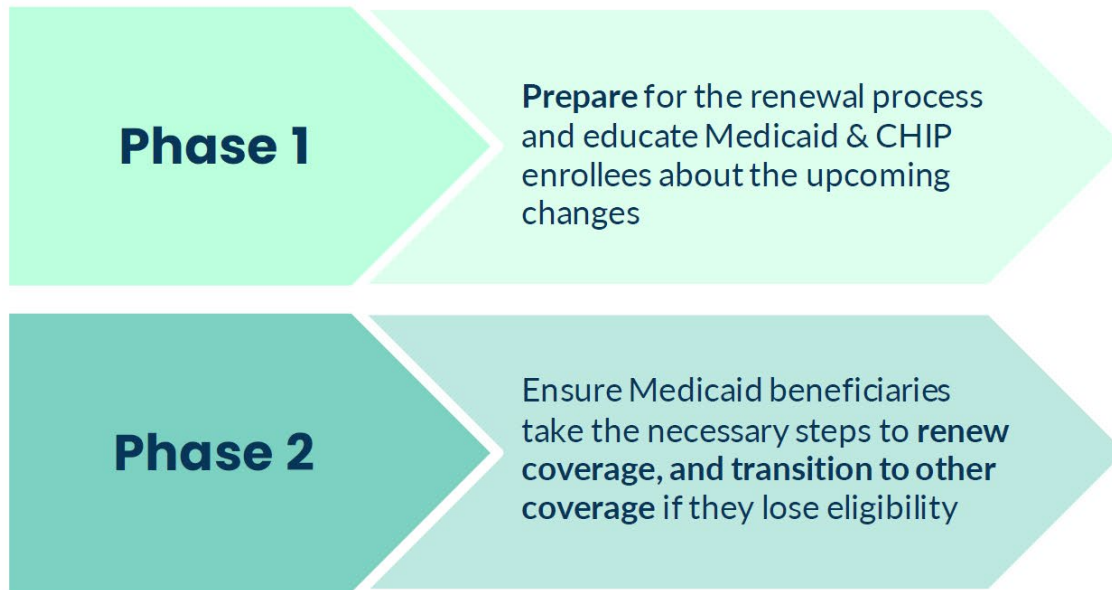 Phase 1
Prepare for the renewal process
and educate Medicaid & CHIP
enrollees about the upcoming
changes
Phase 2
Ensure Medicaid beneficiaries
take the necessary steps to renew
coverage, and transition to other
coverage if they lose eligibility